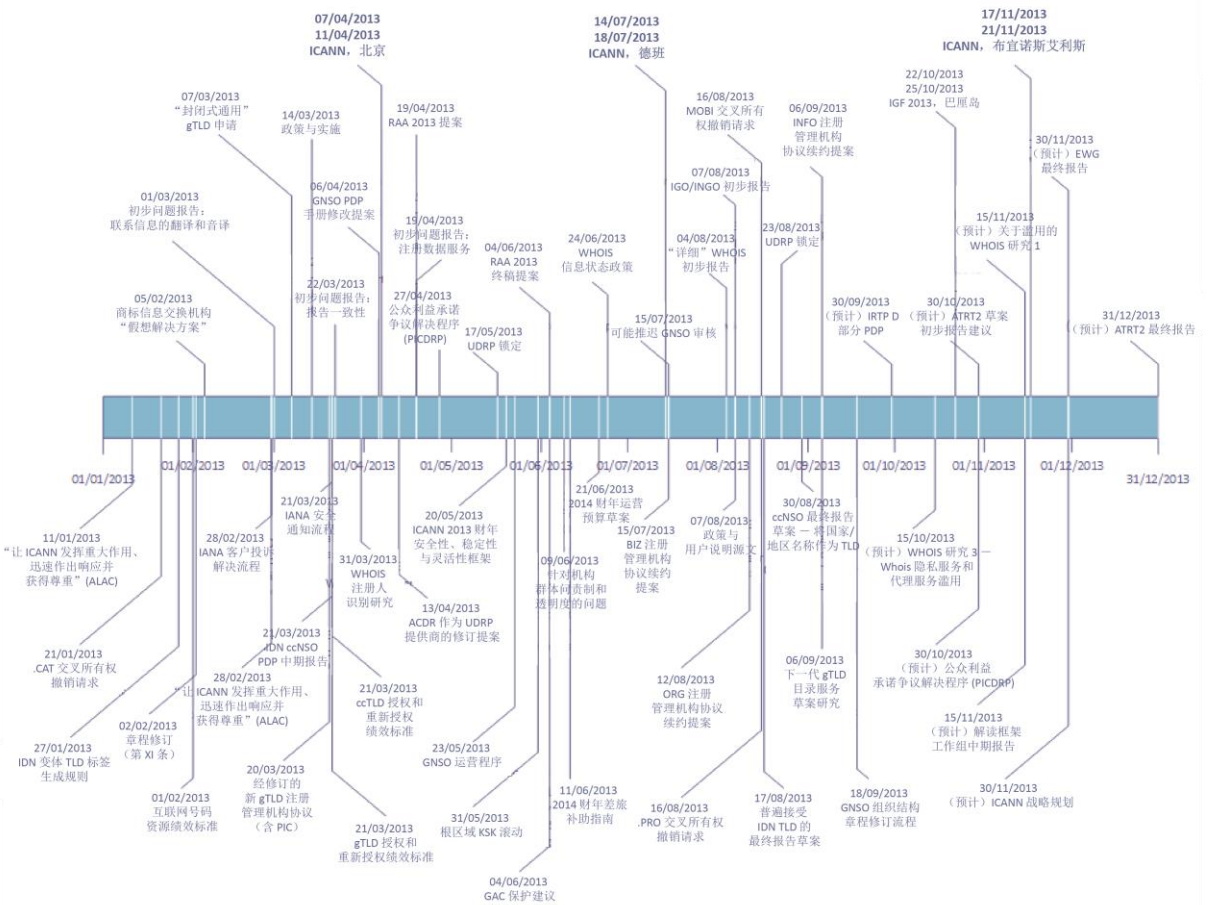 07/04/2013
11/04/2013
ICANN，北京
14/07/2013
18/07/2013
ICANN，德班
17/11/2013
21/11/2013
ICANN，布宜诺斯艾利斯
07/03/2013
“封闭式通用”
gTLD 申请
14/03/2013
政策与实施
19/04/2013
RAA 2013 提案
16/08/2013
MOBI 交叉所有
权撤销请求
06/09/2013
INFO 注册
管理机构
协议续约提案
22/10/2013
25/10/2013
IGF 2013，巴厘岛
30/11/2013
（预计）EWG
最终报告
01/03/2013
初步问题报告：
联系信息的翻译和音译
06/04/2013
GNSO PDP
手册修改提案
19/04/2013
初步问题报告：
注册数据服务
04/06/2013
RAA 2013
终稿提案
24/06/2013
WHOIS
信息状态政策
07/08/2013
IGO/INGO 初步报告
04/08/2013
“详细”WHOIS
初步报告
23/08/2013
UDRP 锁定
15/11/2013
（预计）关于滥用的
WHOIS 研究 1
05/02/2013
商标信息交换机构
“假想解决方案”
22/03/2013
初步问题报告：
报告一致性
27/04/2013
公众利益承诺
争议解决程序
(PICDRP)
17/05/2013
UDRP 锁定
15/07/2013
可能推迟 GNSO 审核
30/09/2013
（预计）IRTP D
部分 PDP
30/10/2013
（预计）ATRT2 草案
初步报告建议
31/12/2013
（预计）ATRT2 最终报告
01/01/2013
01/02/2013
01/03/2013
01/04/2013
01/05/2013
01/06/2013
01/07/2013
01/08/2013
01/09/2013
01/10/2013
01/11/2013
01/12/2013
31/12/2013
11/01/2013
“让 ICANN 发挥重大作用、
迅速作出响应并
获得尊重” (ALAC)
28/02/2013
IANA 客户投诉
解决流程
21/03/2013
IANA 安全
通知流程
31/03/2013
WHOIS
注册人
识别研究
20/05/2013
ICANN 2013 财年
安全性、稳定性
与灵活性框架
21/06/2013
2014 财年运营
预算草案
09/06/2013
针对机构
群体问责制和
透明度的问题
15/07/2013
BIZ 注册
管理机构
协议续约
提案
07/08/2013
政策与
用户说明源文
30/08/2013
ccNSO 最终报告
草案 － 将国家/
地区名称作为 TLD
15/10/2013
（预计）WHOIS 研究 3 －
Whois 隐私服务和
代理服务滥用
13/04/2013
ACDR 作为 UDRP
提供商的修订提案
21/01/2013
.CAT 交叉所有权
撤销请求
21/03/2013
IDN ccNSO
PDP 中期报告
28/02/2013
“让 ICANN 发挥重大作用、
迅速作出响应并
获得尊重” (ALAC)
21/03/2013
ccTLD 授权和
重新授权
绩效标准
12/08/2013
ORG 注册
管理机构协议
续约提案
06/09/2013
下一代 gTLD
目录服务
草案研究
30/10/2013
（预计）公众利益
承诺争议解决程序 (PICDRP)
02/02/2013
章程修订
（第 XI 条）
27/01/2013
IDN 变体 TLD 标签
生成规则
23/05/2013
GNSO 运营程序
15/11/2013
（预计）解读框架
工作组中期报告
01/02/2013
互联网号码
资源绩效标准
20/03/2013
经修订的
新 gTLD 注册
管理机构协议
（含 PIC）
21/03/2013
gTLD 授权和
重新授权绩效标准
31/05/2013
根区域 KSK 滚动
11/06/2013
2014 财年差旅
补助指南
16/08/2013
.PRO 交叉所有权
撤销请求
17/08/2013
普遍接受
IDN TLD 的
最终报告草案
18/09/2013
GNSO 组织结构
章程修订流程
30/11/2013
（预计）ICANN 战略规划
04/06/2013
GAC 保护建议